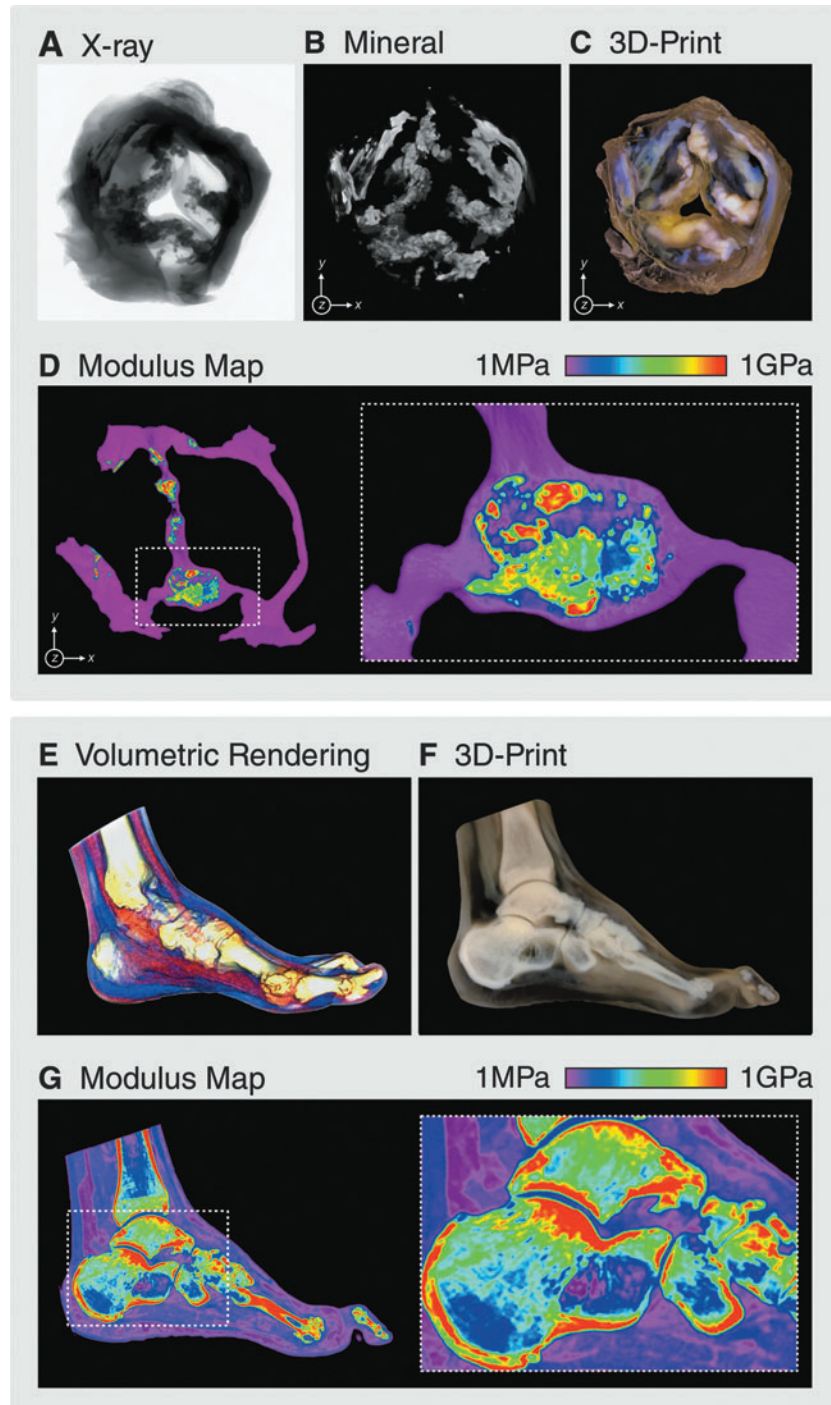 A X-ray
B Mineral
C 3D-Print
y
z x
y
z x
D Modulus Map 1MPa 1GPa
y
z x
E Volumetric Rendering
F 3D-Print
G Modulus Map 1MPa 1GPa